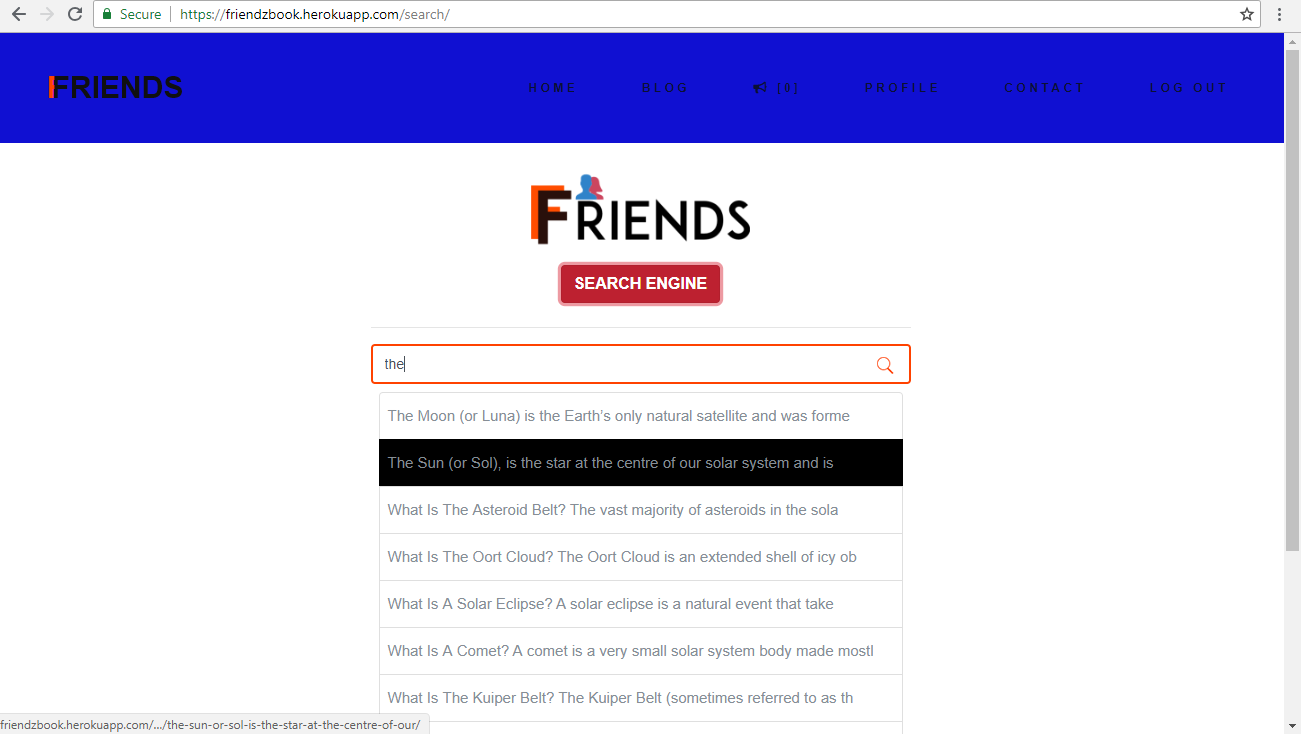 Secure https://friendzbook.herokuapp.com/search/
FRIENDS HOME BLOG [0] PROFILE CONTACT LOG OUT
FRIENDS
SEARCH ENGINE
the
The Moon (or Luna) is the Earth's only natural satellite and was forme
The Sun (or Sol), is the star at the centre of our solar system and is
What Is The Asteroid Belt? The vast majority of asteroids in the sola
What Is The Oort Cloud? The Oort Cloud is an extended shell of icy ob
What Is A Solar Eclipse? A solar eclipse is a natural event that take
What Is A Comet? A comet is a very small solar system body made mostl
What Is The Kuiper Belt? The Kuiper Belt (sometimes referred to as th
friendzbook.herokuapp.com/.../the-sun-or-sol-is-the-star-at-the-centre-of-our/